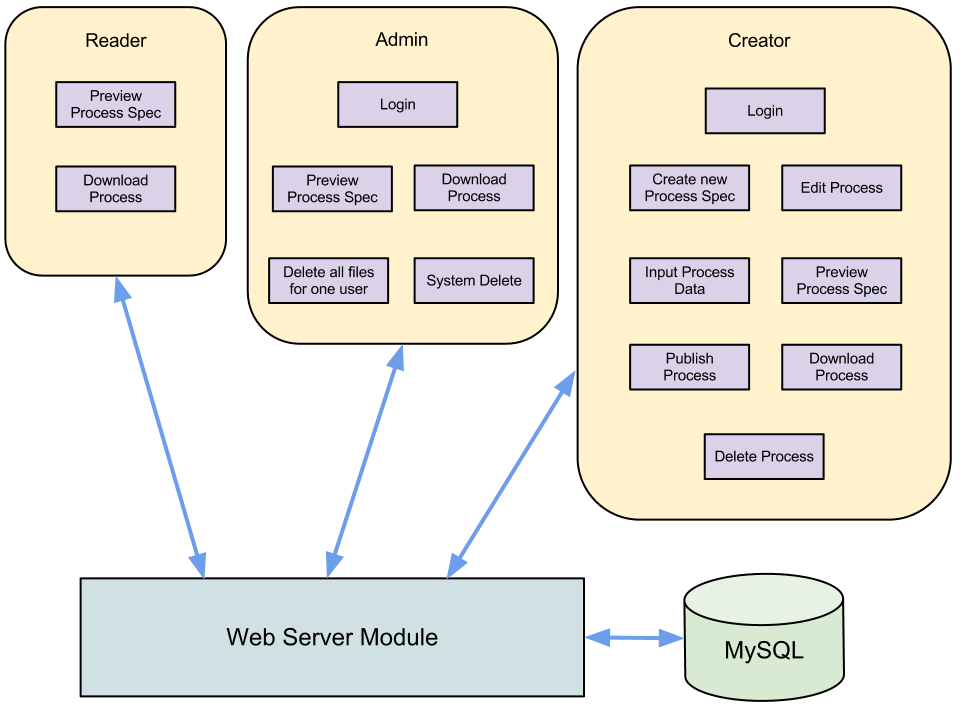 Reader
Preview
Process Spec
Download
Process
Admin
Login
Preview
Process Spec
Download
Process
Delete all files
for one user
System Delete
Creator
Login
Create new
Process Spec
Edit Process
Input Process
Data
Preview
Process Spec
Publish
Process
Download
Process
Delete Process
Web Server Module
MySQL